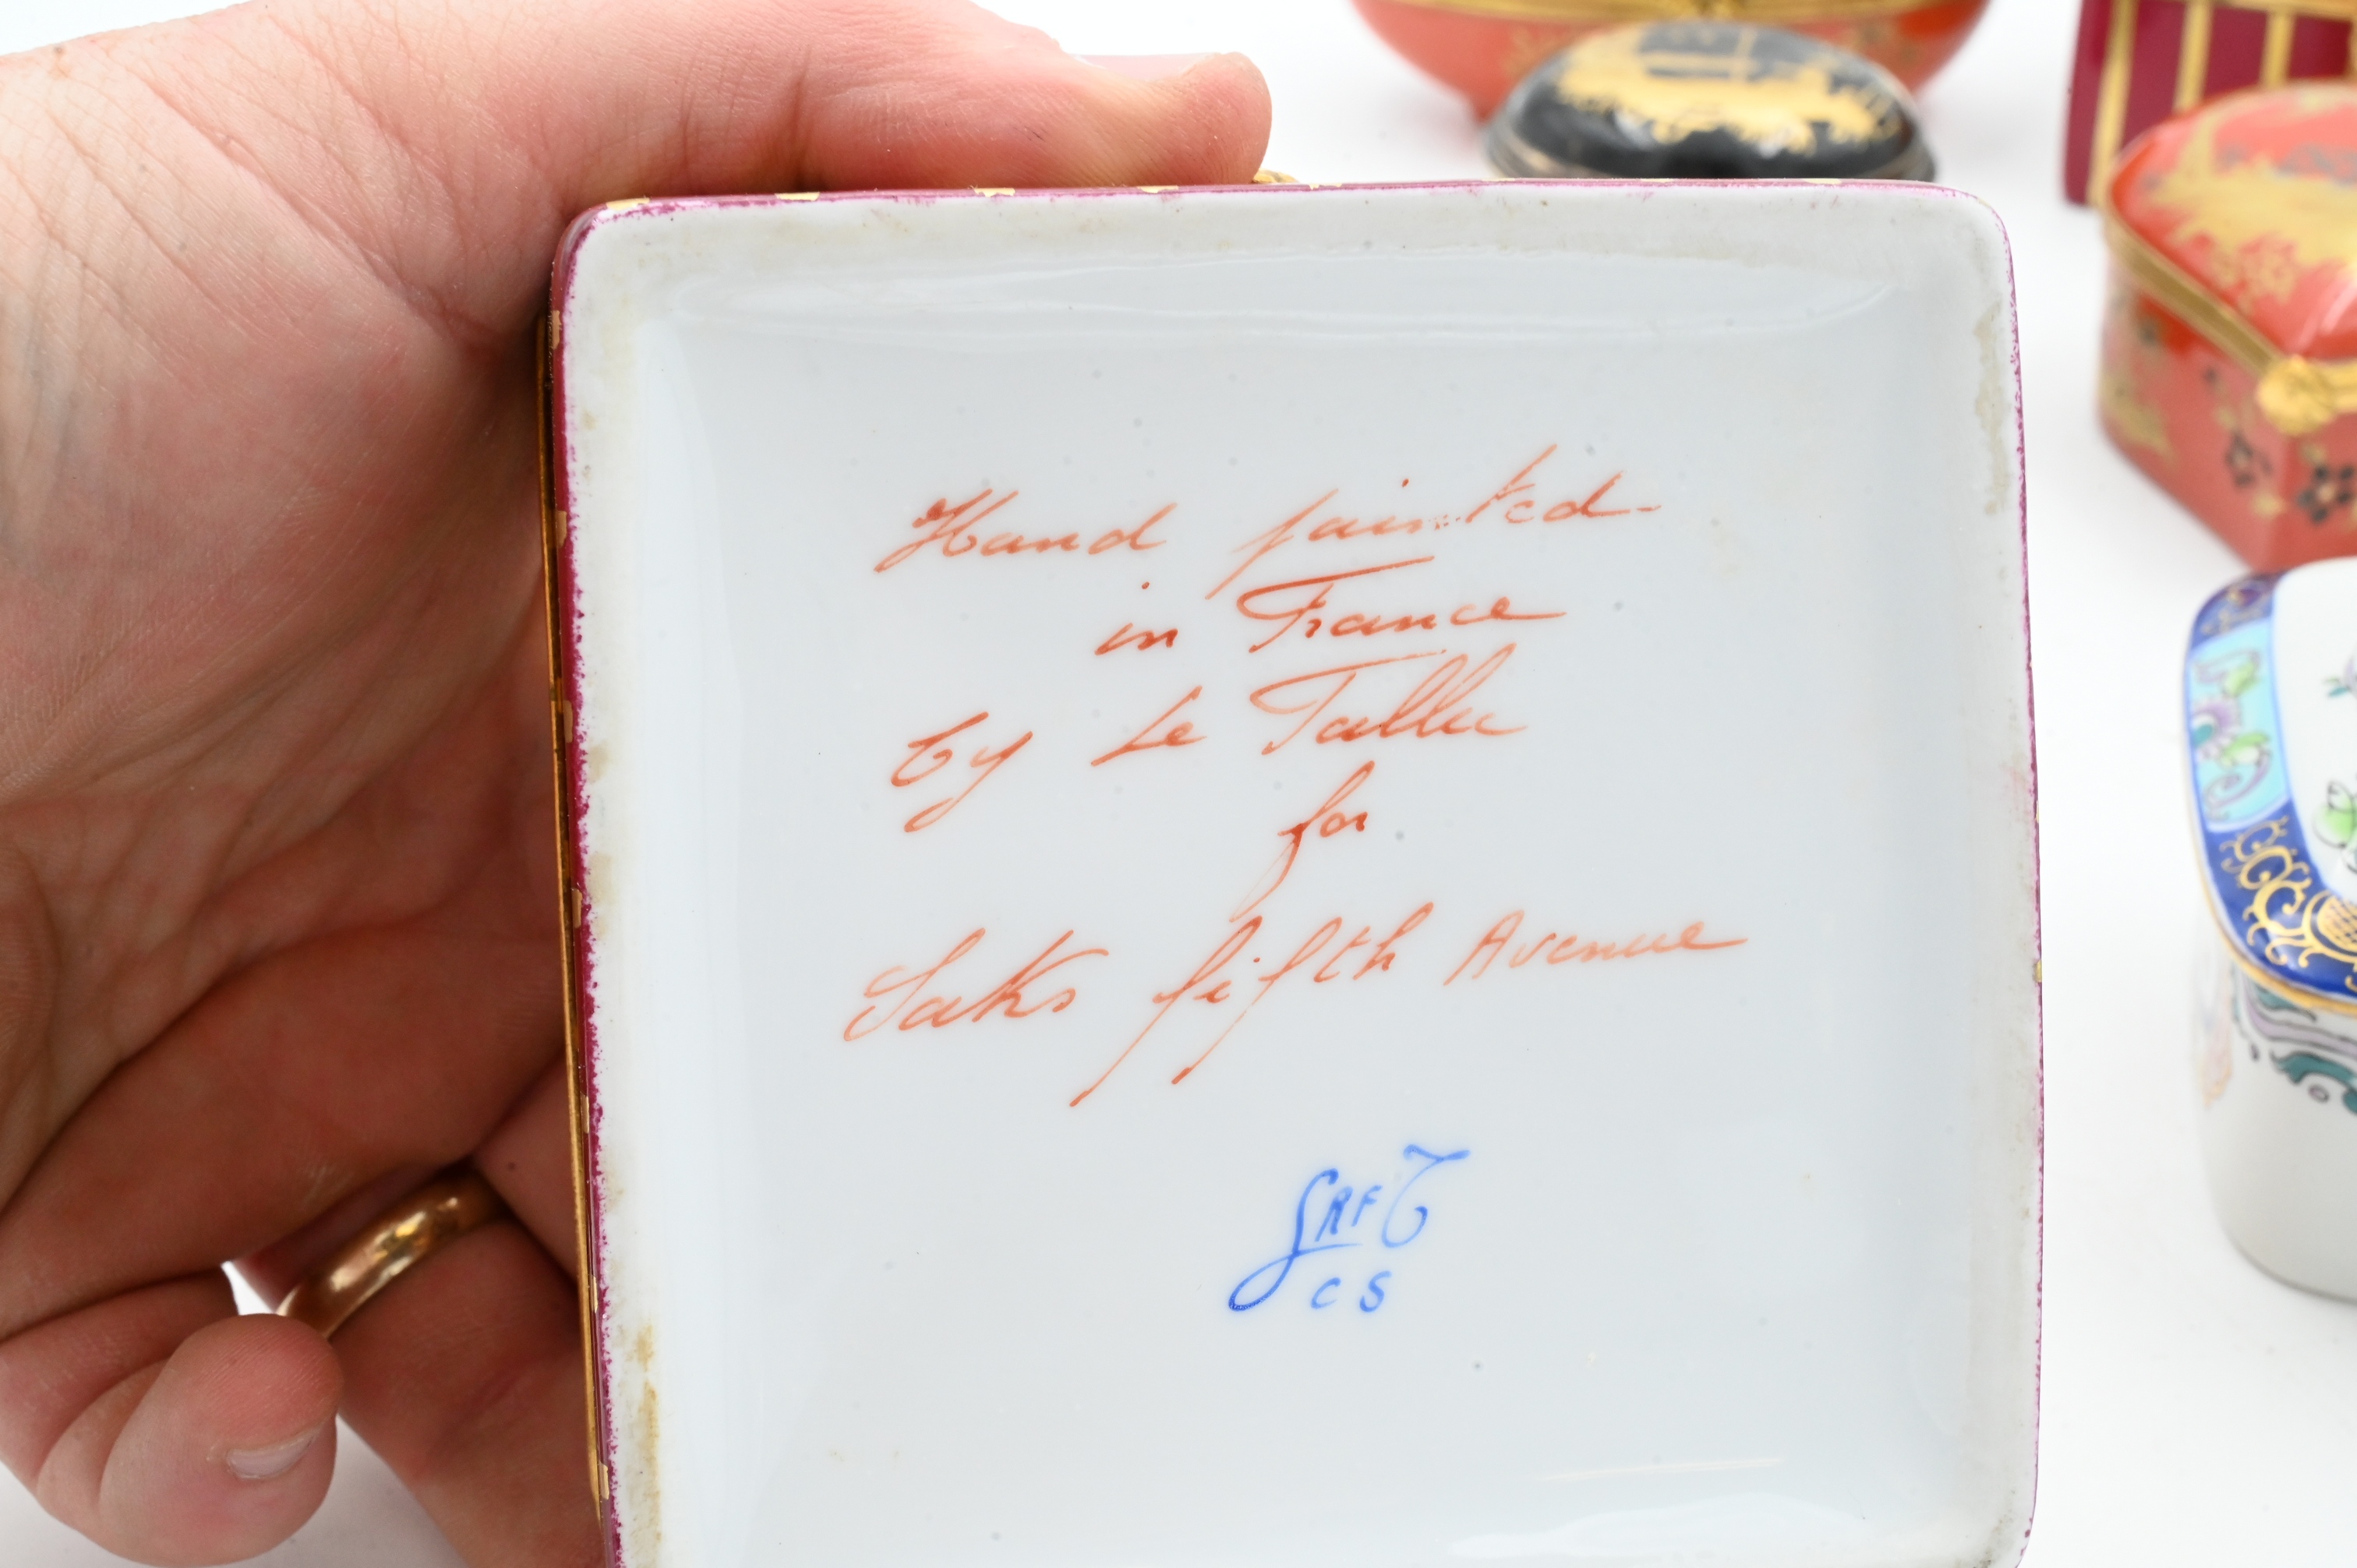 Hand painted
in France
by Le Tallec
for
Saks fifth Avenue
CS